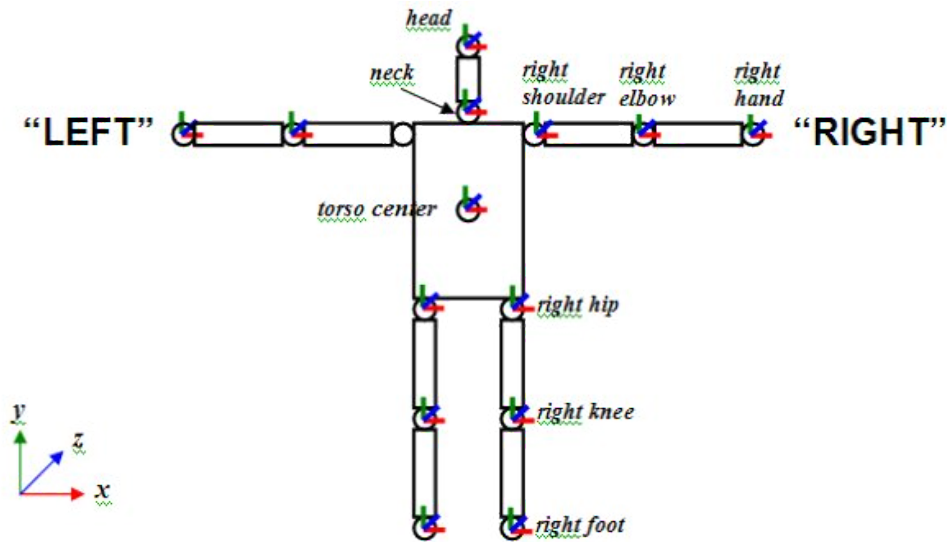 head
neck
right
shoulder
right
elbow
right
hand
“LEFT”
“RIGHT”
torso center
right hip
right knee
right foot
y
z
x